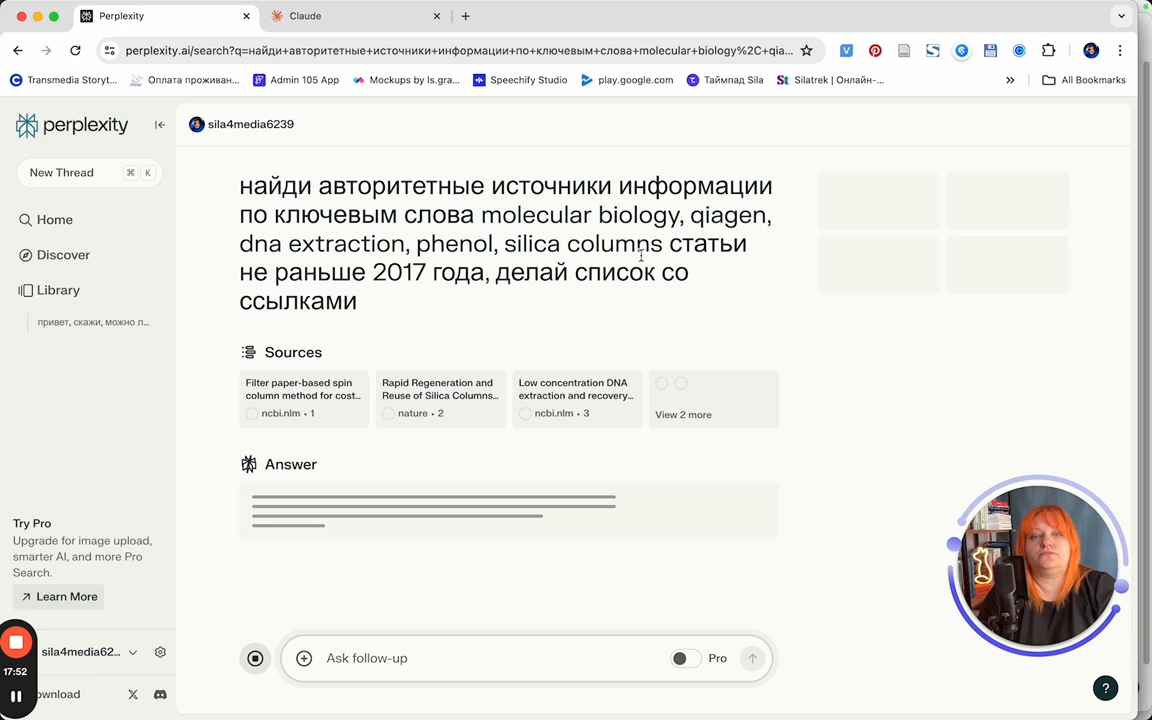 Perplexity
Claude
perplexity.ai/search?q=найди+авторитетные+источники+информации+по+ключевым+слова+molecular+biology%2C+qia...
Transmedia Storyt...
Оплата проживан...
Admin 105 App
Mockups by ls.gra...
Speechify Studio
play.google.com
Таймпад Sila
Silatrek | Онлайн-...
All Bookmarks
perplexity
sila4media6239
New Thread
⌘ K
Home
Discover
Library
привет, скажи, можно л...
найди авторитетные источники информации
по ключевым слова molecular biology, qiagen,
dna extraction, phenol, silica columns статьи
не раньше 2017 года, делай список со
ссылками
Sources
Filter paper-based spin
column method for cost...
ncbi.nlm • 1
Rapid Regeneration and
Reuse of Silica Columns...
nature • 2
Low concentration DNA
extraction and recovery...
ncbi.nlm • 3
View 2 more
Answer
Try Pro
Upgrade for image upload,
smarter AI, and more Pro
Search.
Learn More
sila4media62...
17:52
ownload
Ask follow-up
Pro
?